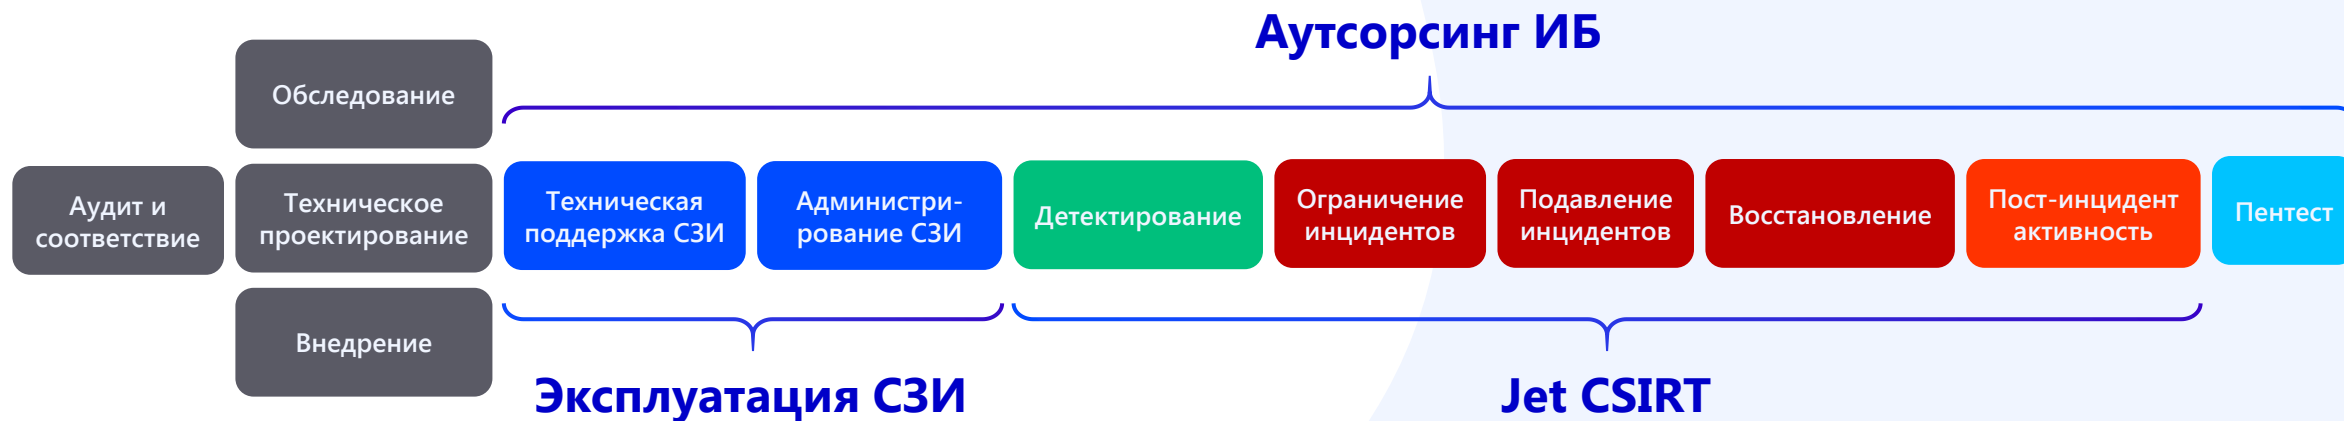 Аутсорсинг ИБ
Обследование
Аудит и
соответствие
Техническое
проектирование
Внедрение
Техническая
поддержка СЗИ
Администри-
рование СЗИ
Детектирование
Ограничение
инцидентов
Подавление
инцидентов
Восстановление
Пост-инцидент
активность
Пентест
Эксплуатация СЗИ
Jet CSIRT